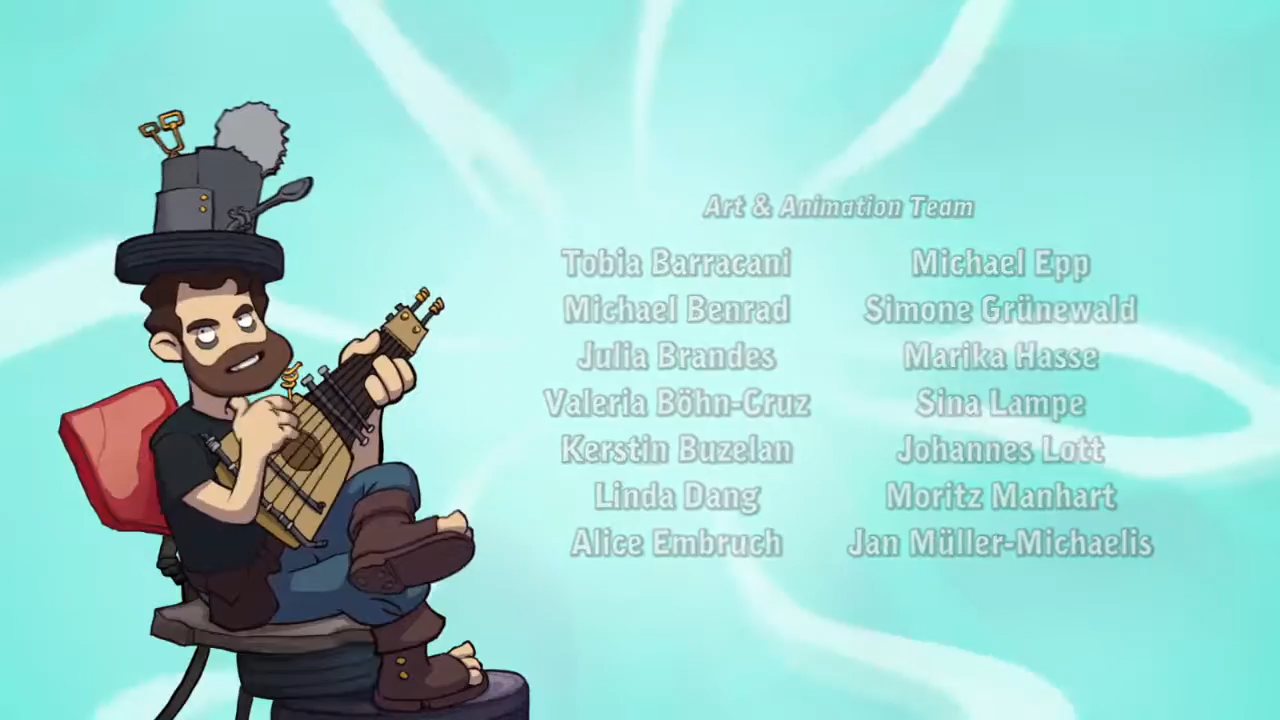 Art & Animation Team
Tobia Barracani
Michael Benrad
Julia Brandes
Valeria Böhn-Cruz
Kerstin Buzelan
Linda Dang
Alice Embruch
Michael Epp
Simone Grünewald
Marika Hasse
Sina Lampe
Johannes Lott
Moritz Manhart
Jan Müller-Michaelis